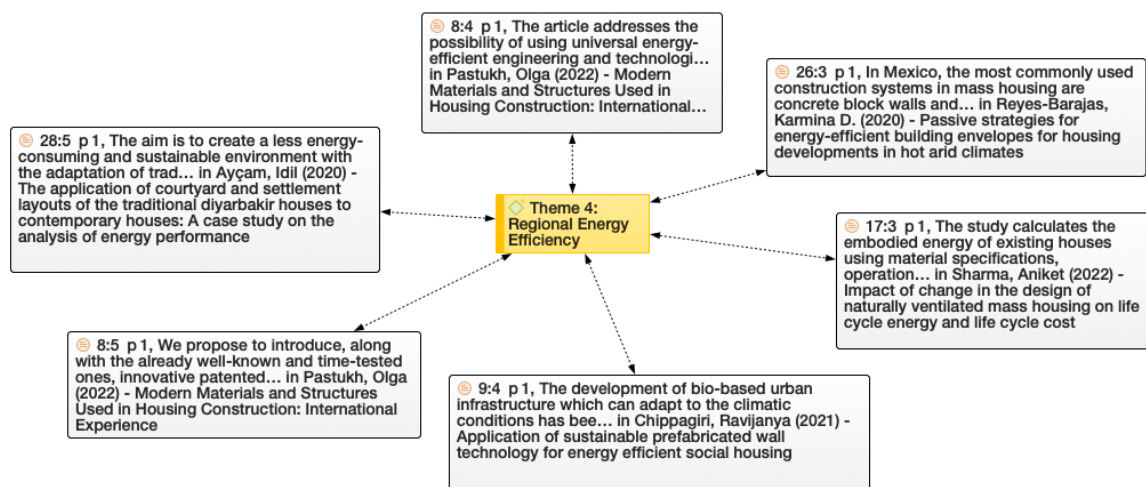 8:4 p 1, The article addresses the
possibility of using universal energy-
efficient engineering and technologi…
in Pastukh, Olga (2022) - Modern
Materials and Structures Used in
Housing Construction: International…
26:3 p 1, In Mexico, the most commonly used
construction systems in mass housing are
concrete block walls and… in Reyes-Barajas,
Karmina D. (2020) - Passive strategies for
energy-efficient building envelopes for housing
developments in hot arid climates
28:5 p 1, The aim is to create a less energy-
consuming and sustainable environment with
the adaptation of trad… in Ayçam, Idil (2020) -
The application of courtyard and settlement
layouts of the traditional diyarbakir houses to
contemporary houses: A case study on the
analysis of energy performance
Theme 4:
Regional Energy
Efficiency
17:3 p 1, The study calculates the
embodied energy of existing houses
using material specifications,
operation… in Sharma, Aniket (2022) -
Impact of change in the design of
naturally ventilated mass housing on life
cycle energy and life cycle cost
8:5 p 1, We propose to introduce, along
with the already well-known and time-tested
ones, innovative patented… in Pastukh, Olga
(2022) - Modern Materials and Structures
Used in Housing Construction: International
Experience
9:4 p 1, The development of bio-based urban
infrastructure which can adapt to the climatic
conditions has bee… in Chippagiri, Ravijanya (2021) -
Application of sustainable prefabricated wall
technology for energy efficient social housing